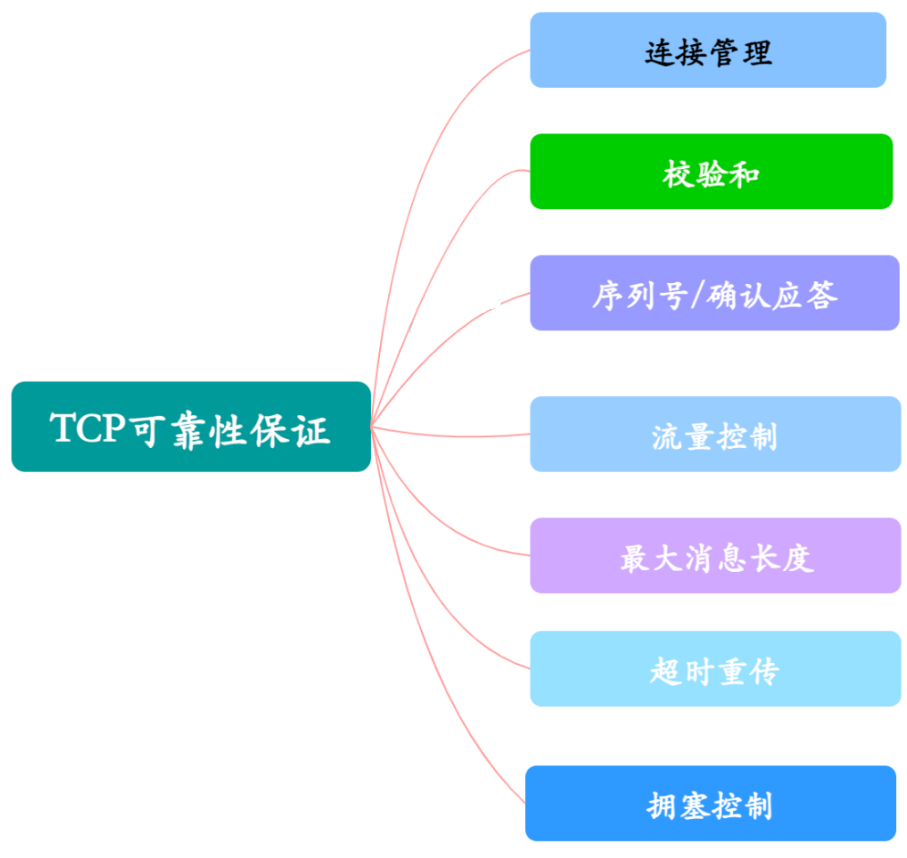 连接管理
校验和
序列号/确认应答
TCP可靠性保证
流量控制
最大消息长度
超时重传
拥塞控制